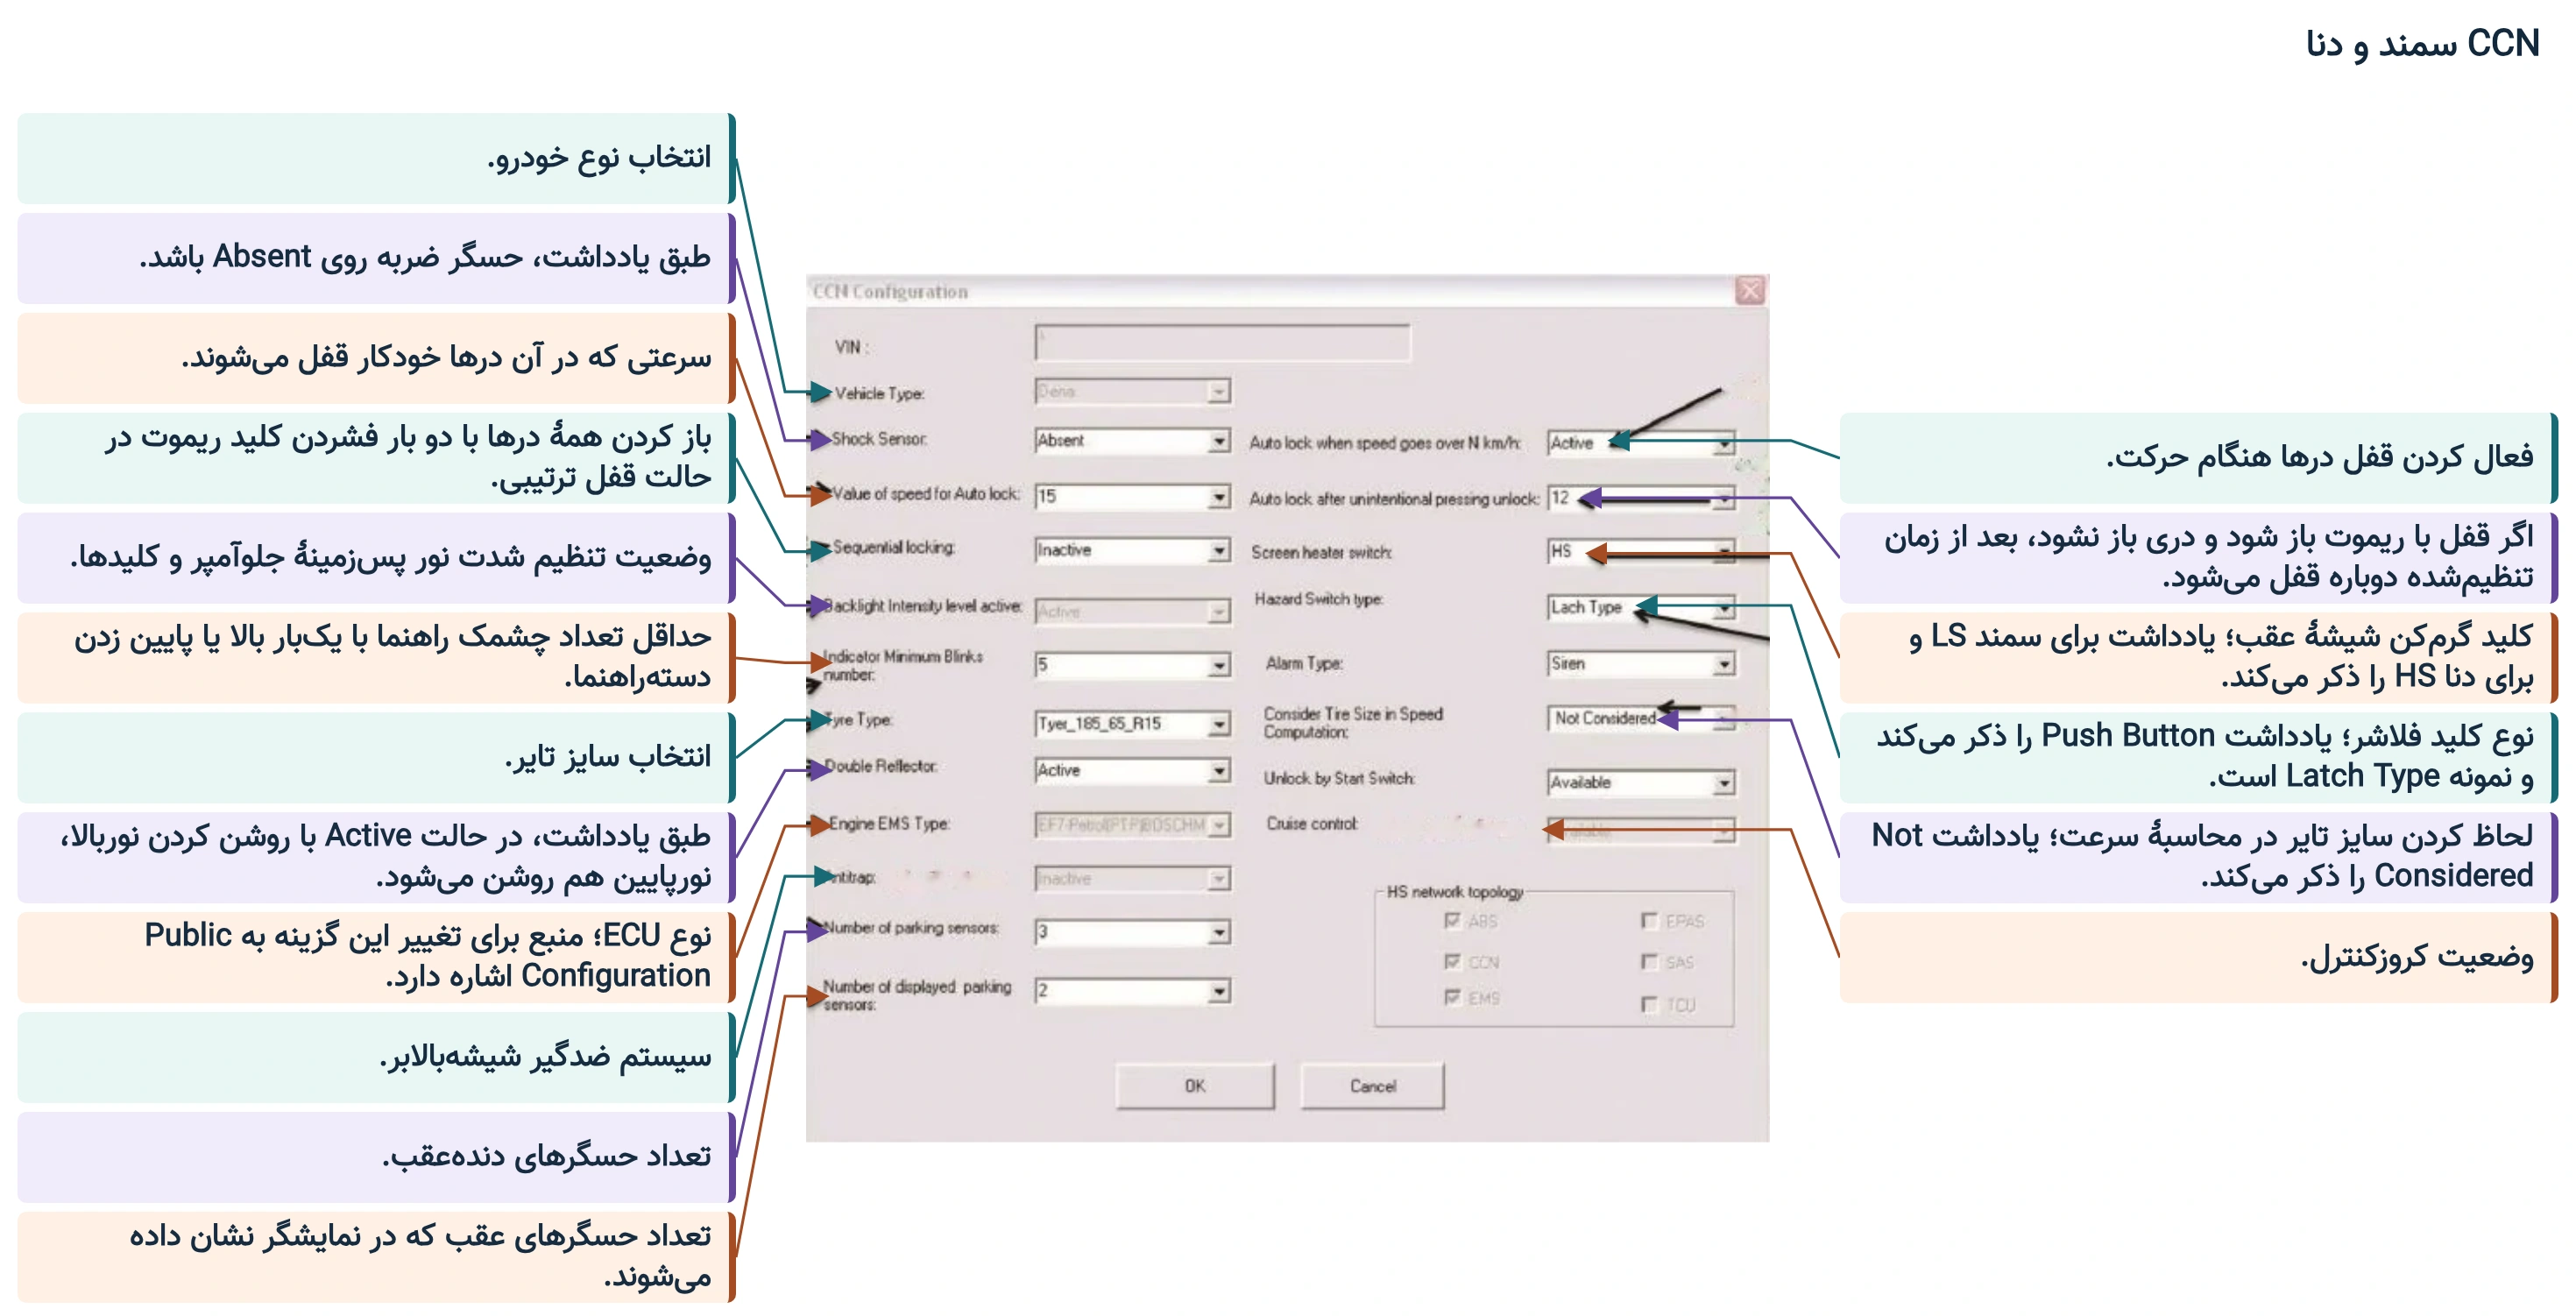 CCN سمند و دنا
انتخاب نوع خودرو.
طبق یادداشت، حسگر ضربه روی Absent باشد.
سرعتی که در آن درها خودکار قفل می‌شوند.
باز کردن همهٔ درها با دو بار فشردن کلید ریموت در
حالت قفل ترتیبی.
وضعیت تنظیم شدت نور پس‌زمینهٔ جلوآمپر و کلیدها.
حداقل تعداد چشمک راهنما با یک‌بار بالا یا پایین زدن
دسته‌راهنما.
انتخاب سایز تایر.
طبق یادداشت، در حالت Active با روشن کردن نوربالا،
نورپایین هم روشن می‌شود.
نوع ECU؛ منبع برای تغییر این گزینه به Public
Configuration اشاره دارد.
سیستم ضدگیر شیشه‌بالابر.
تعداد حسگرهای دنده‌عقب.
تعداد حسگرهای عقب که در نمایشگر نشان داده
می‌شوند.
CCN Configuration
VIN :
Vehicle Type: Dena
Shock Sensor: Absent
Value of speed for Auto lock: 15
Sequential locking: Inactive
Backlight Intensity level active: Active
Indicator Minimum Blinks
number: 5
Tyre Type: Tyer_185_65_R15
Double Reflector: Active
Engine EMS Type: EF7-Petrol(PTP)BOSCHM
Antitrap: Inactive
Number of parking sensors: 3
Number of displayed parking
sensors: 2
Auto lock when speed goes over N km/h: Active
Auto lock after unintentional pressing unlock: 12
Screen heater switch: HS
Hazard Switch type: Lach Type
Alarm Type: Siren
Consider Tire Size in Speed
Computation: Not Considered
Unlock by Start Switch: Available
Cruise control:
HS network topology
ABS EPAS
CCN SAS
EMS TCU
OK Cancel
فعال کردن قفل درها هنگام حرکت.
اگر قفل با ریموت باز شود و دری باز نشود، بعد از زمان
تنظیم‌شده دوباره قفل می‌شود.
کلید گرم‌کن شیشهٔ عقب؛ یادداشت برای سمند LS و
برای دنا HS را ذکر می‌کند.
نوع کلید فلاشر؛ یادداشت Push Button را ذکر می‌کند
و نمونه Latch Type است.
لحاظ کردن سایز تایر در محاسبهٔ سرعت؛ یادداشت Not
Considered را ذکر می‌کند.
وضعیت کروزکنترل.